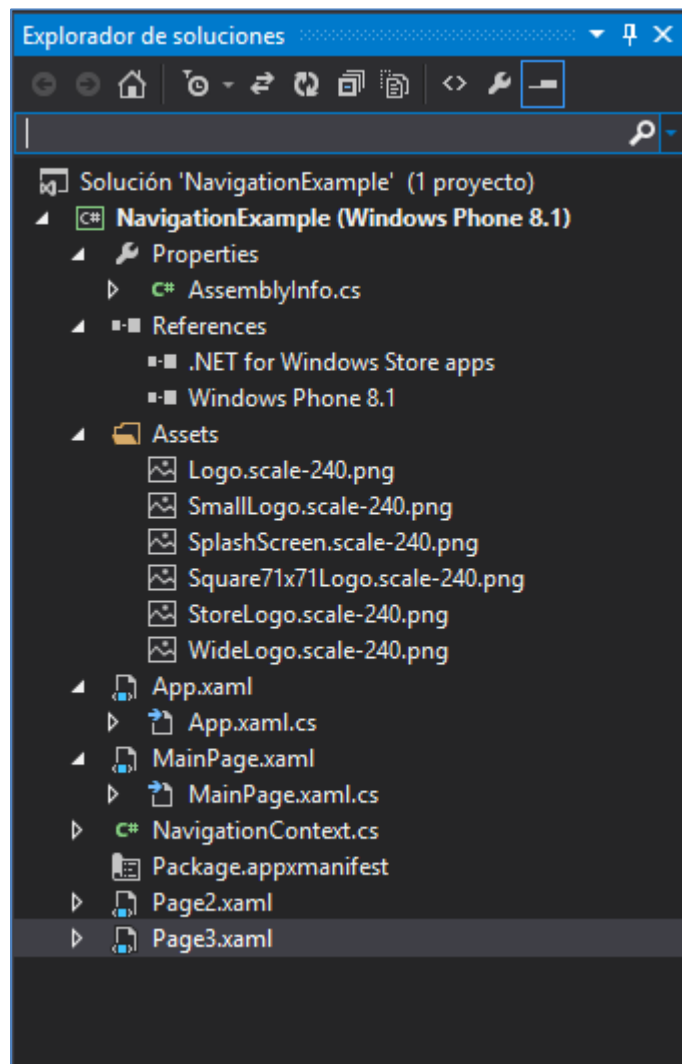 Explorador de soluciones
Solución 'NavigationExample' (1 proyecto)
C# NavigationExample (Windows Phone 8.1)
Properties
C# AssemblyInfo.cs
References
.NET for Windows Store apps
Windows Phone 8.1
Assets
Logo.scale-240.png
SmallLogo.scale-240.png
SplashScreen.scale-240.png
Square71x71Logo.scale-240.png
StoreLogo.scale-240.png
WideLogo.scale-240.png
App.xaml
App.xaml.cs
MainPage.xaml
MainPage.xaml.cs
C# NavigationContext.cs
Package.appxmanifest
Page2.xaml
Page3.xaml